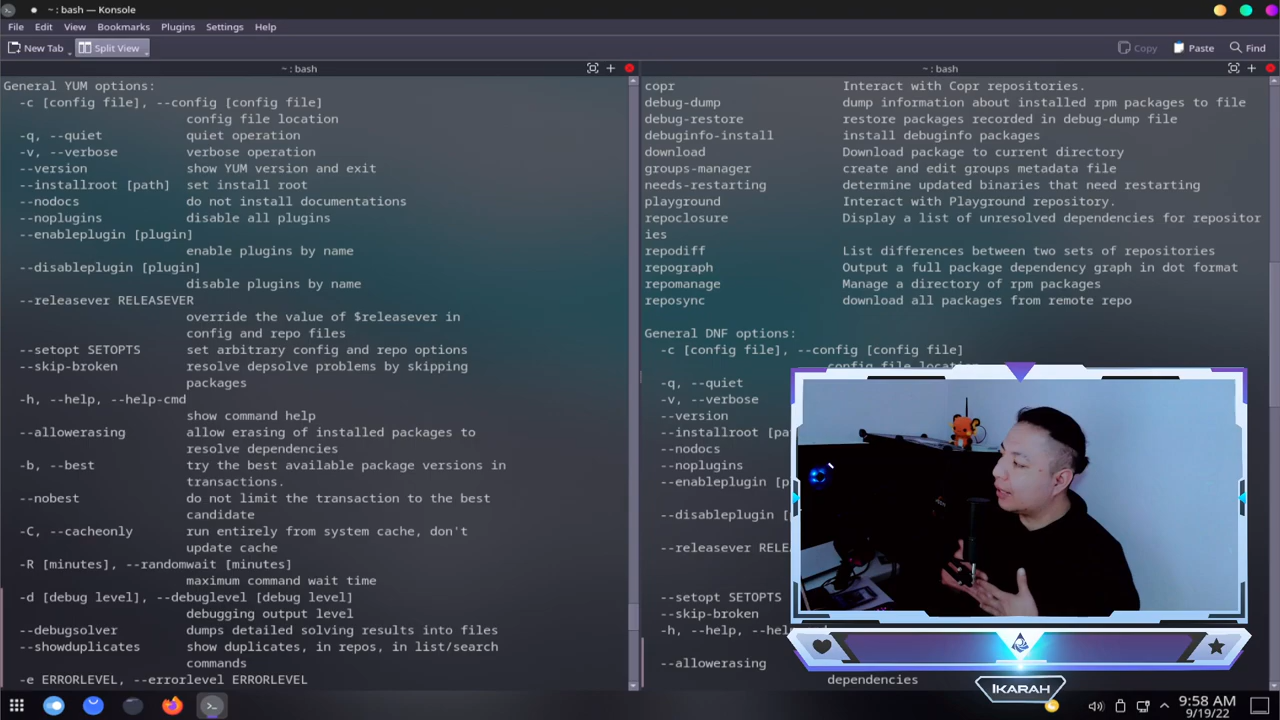 ~ : bash — Konsole
File Edit View Bookmarks Plugins Settings Help
New Tab Split View Copy Paste Find
~ : bash
General YUM options:
-c [config file], --config [config file]
config file location
-q, --quiet quiet operation
-v, --verbose verbose operation
--version show YUM version and exit
--installroot [path] set install root
--nodocs do not install documentations
--noplugins disable all plugins
--enableplugin [plugin]
enable plugins by name
--disableplugin [plugin]
disable plugins by name
--releasever RELEASEVER
override the value of $releasever in
config and repo files
--setopt SETOPTS set arbitrary config and repo options
--skip-broken resolve depsolve problems by skipping
packages
-h, --help, --help-cmd
show command help
--allowerasing allow erasing of installed packages to
resolve dependencies
-b, --best try the best available package versions in
transactions.
--nobest do not limit the transaction to the best
candidate
-C, --cacheonly run entirely from system cache, don't
update cache
-R [minutes], --randomwait [minutes]
maximum command wait time
-d [debug level], --debuglevel [debug level]
debugging output level
--debugsolver dumps detailed solving results into files
--showduplicates show duplicates, in repos, in list/search
commands
-e ERRORLEVEL, --errorlevel ERRORLEVEL
~ : bash
copr Interact with Copr repositories.
debug-dump dump information about installed rpm packages to file
debug-restore restore packages recorded in debug-dump file
debuginfo-install install debuginfo packages
download Download package to current directory
groups-manager create and edit groups metadata file
needs-restarting determine updated binaries that need restarting
playground Interact with Playground repository.
repoclosure Display a list of unresolved dependencies for repositor
ies
repodiff List differences between two sets of repositories
repograph Output a full package dependency graph in dot format
repomanage Manage a directory of rpm packages
reposync download all packages from remote repo
General DNF options:
-c [config file], --config [config file]
config file location
-q, --quiet
-v, --verbose
--version
--installroot [pa
--nodocs
--noplugins
--enableplugin [p
--disableplugin [
--releasever RELE
--setopt SETOPTS
--skip-broken
-h, --help, --hel
--allowerasing
dependencies
IKARAH
9:58 AM
9/19/22